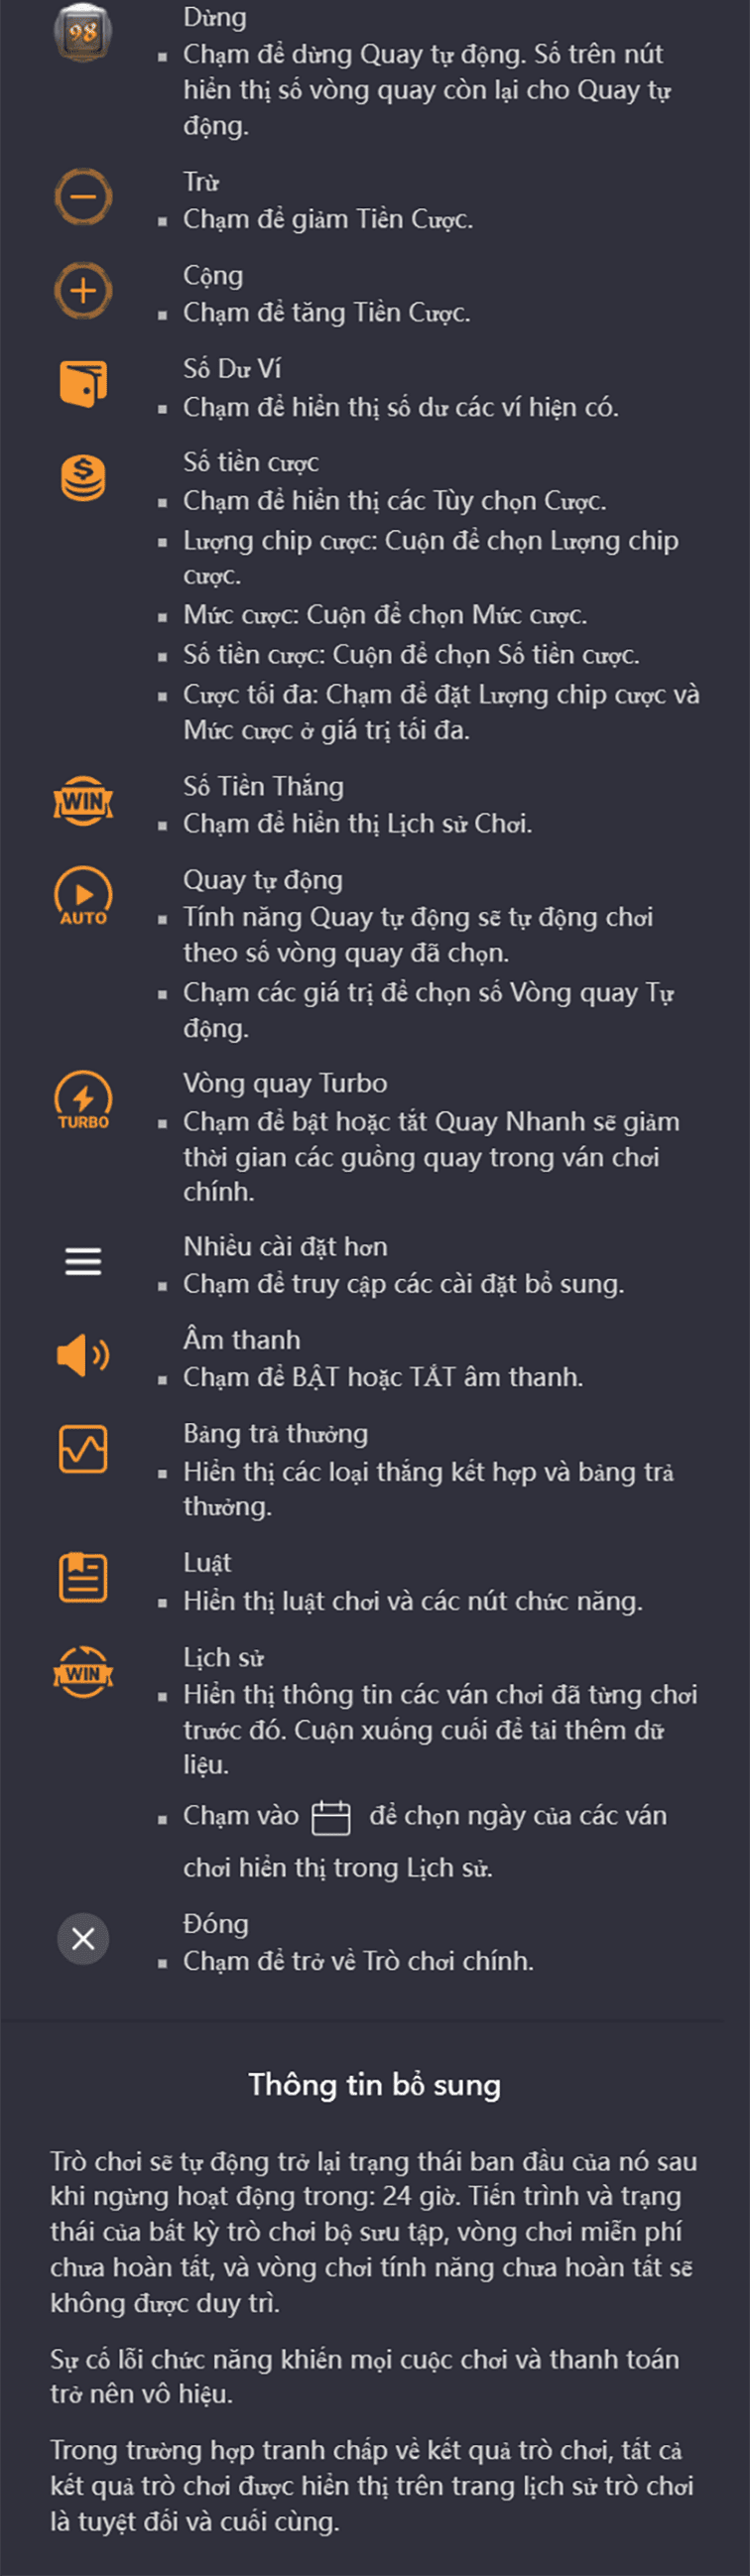 98
Dừng
▪ Chạm để dừng Quay tự động. Số trên nút
hiển thị số vòng quay còn lại cho Quay tự
động.
Trừ
▪ Chạm để giảm Tiền Cược.
Cộng
▪ Chạm để tăng Tiền Cược.
Số Dư Ví
▪ Chạm để hiển thị số dư các ví hiện có.
Số tiền cược
▪ Chạm để hiển thị các Tùy chọn Cược.
▪ Lượng chip cược: Cuộn để chọn Lượng chip
cược.
▪ Mức cược: Cuộn để chọn Mức cược.
▪ Số tiền cược: Cuộn để chọn Số tiền cược.
▪ Cược tối đa: Chạm để đặt Lượng chip cược và
Mức cược ở giá trị tối đa.
WIN
Số Tiền Thắng
▪ Chạm để hiển thị Lịch sử Chơi.
AUTO
Quay tự động
▪ Tính năng Quay tự động sẽ tự động chơi
theo số vòng quay đã chọn.
▪ Chạm các giá trị để chọn số Vòng quay Tự
động.
TURBO
Vòng quay Turbo
▪ Chạm để bật hoặc tắt Quay Nhanh sẽ giảm
thời gian các guồng quay trong ván chơi
chính.
Nhiều cài đặt hơn
▪ Chạm để truy cập các cài đặt bổ sung.
Âm thanh
▪ Chạm để BẬT hoặc TẮT âm thanh.
Bảng trả thưởng
▪ Hiển thị các loại thắng kết hợp và bảng trả
thưởng.
Luật
▪ Hiển thị luật chơi và các nút chức năng.
WIN
Lịch sử
▪ Hiển thị thông tin các ván chơi đã từng chơi
trước đó. Cuộn xuống cuối để tải thêm dữ
liệu.
▪ Chạm vào để chọn ngày của các ván
chơi hiển thị trong Lịch sử.
Đóng
▪ Chạm để trở về Trò chơi chính.
Thông tin bổ sung
Trò chơi sẽ tự động trở lại trạng thái ban đầu của nó sau
khi ngừng hoạt động trong: 24 giờ. Tiến trình và trạng
thái của bất kỳ trò chơi bộ sưu tập, vòng chơi miễn phí
chưa hoàn tất, và vòng chơi tính năng chưa hoàn tất sẽ
không được duy trì.
Sự cố lỗi chức năng khiến mọi cuộc chơi và thanh toán
trở nên vô hiệu.
Trong trường hợp tranh chấp về kết quả trò chơi, tất cả
kết quả trò chơi được hiển thị trên trang lịch sử trò chơi
là tuyệt đối và cuối cùng.